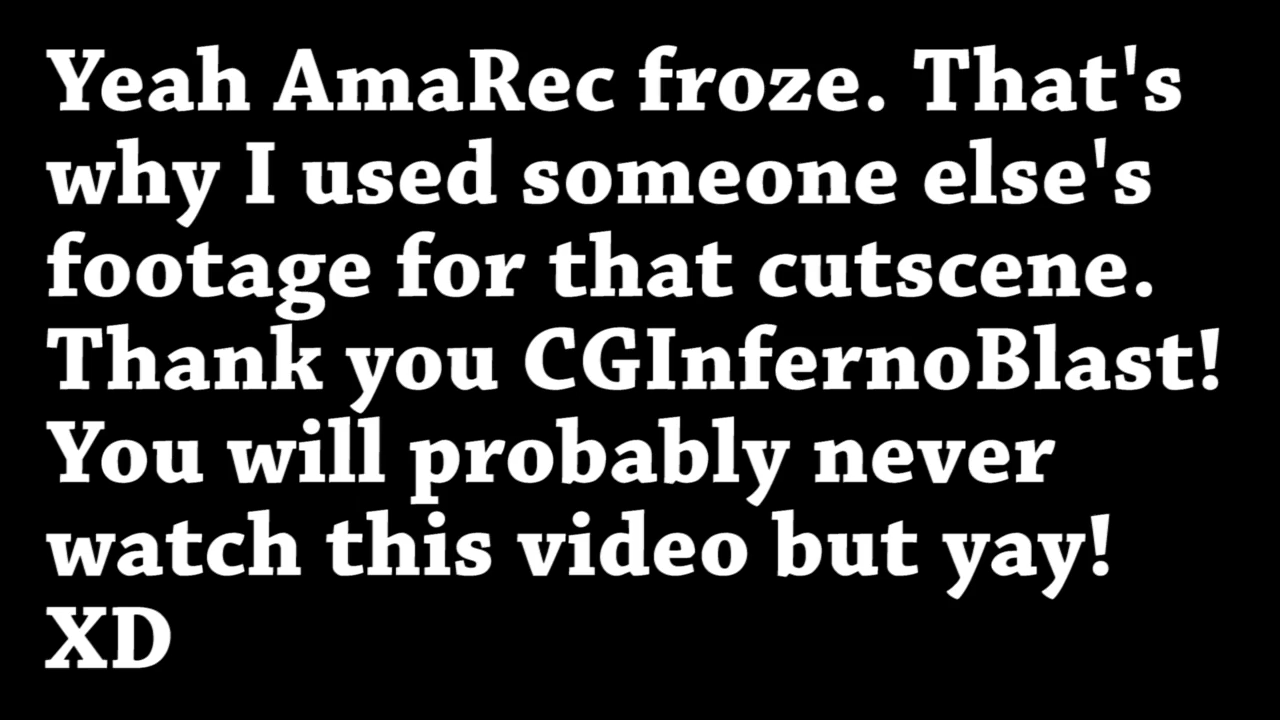 Yeah AmaRec froze. That's
why I used someone else's
footage for that cutscene.
Thank you CGInfernoBlast!
You will probably never
watch this video but yay!
XD